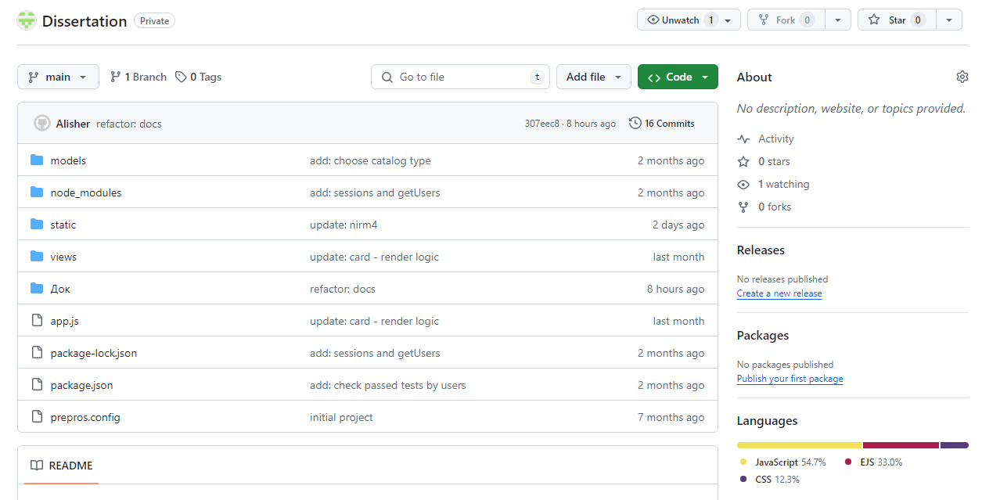 Dissertation Private Unwatch 1 Fork 0 Star 0
main 1 Branch 0 Tags Go to file t Add file Code
Alisher refactor: docs 307eec8 · 8 hours ago 16 Commits
models add: choose catalog type 2 months ago
node_modules add: sessions and getUsers 2 months ago
static update: nirm4 2 days ago
views update: card - render logic last month
Док refactor: docs 8 hours ago
app.js update: card - render logic last month
package-lock.json add: sessions and getUsers 2 months ago
package.json add: check passed tests by users 2 months ago
prepros.config initial project 7 months ago
README
About
No description, website, or topics provided.
Activity
0 stars
1 watching
0 forks
Releases
No releases published
Create a new release
Packages
No packages published
Publish your first package
Languages
JavaScript 54.7% EJS 33.0%
CSS 12.3%